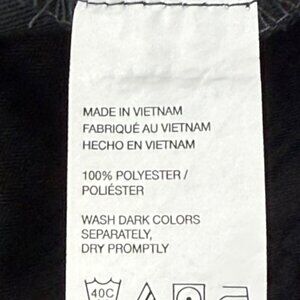 MADE IN VIETNAM
FABRIQUÉ AU VIETNAM
HECHO EN VIETNAM
100% POLYESTER /
POLIÉSTER
WASH DARK COLORS
SEPARATELY,
DRY PROMPTLY
40C